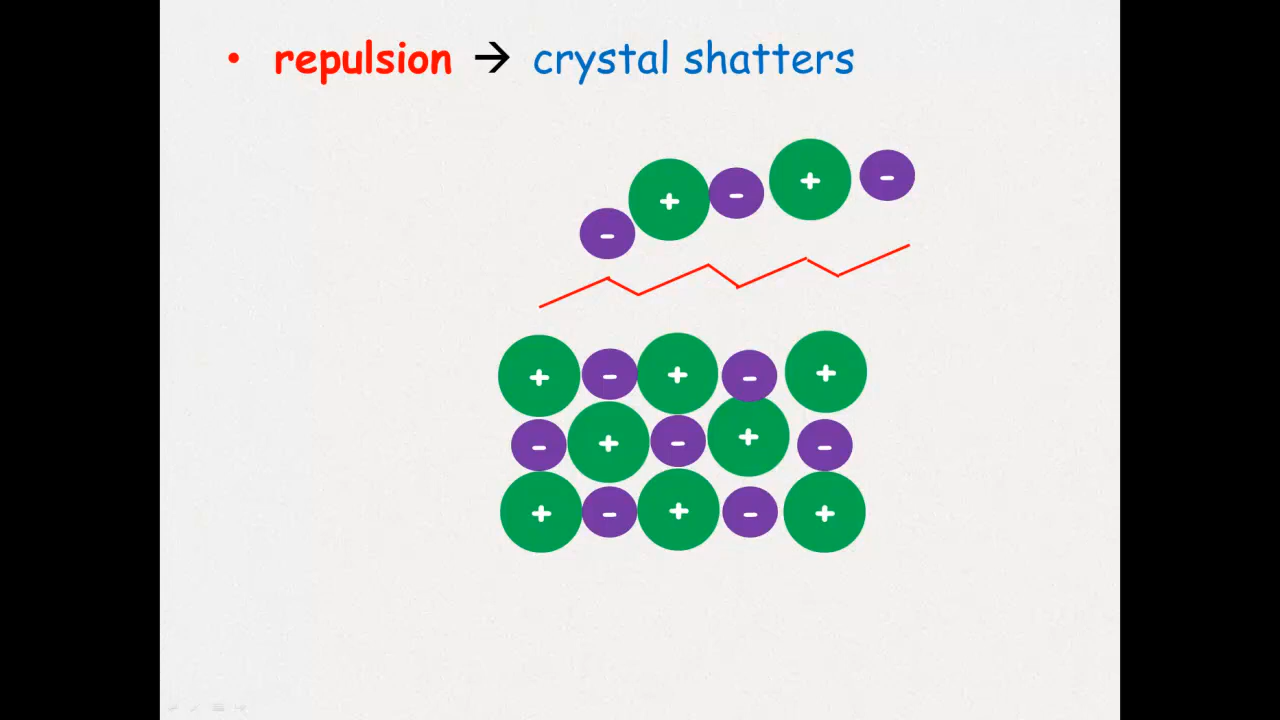 • repulsion → crystal shatters
- + - + -
+ - + - +
- + - + -
+ - + - +